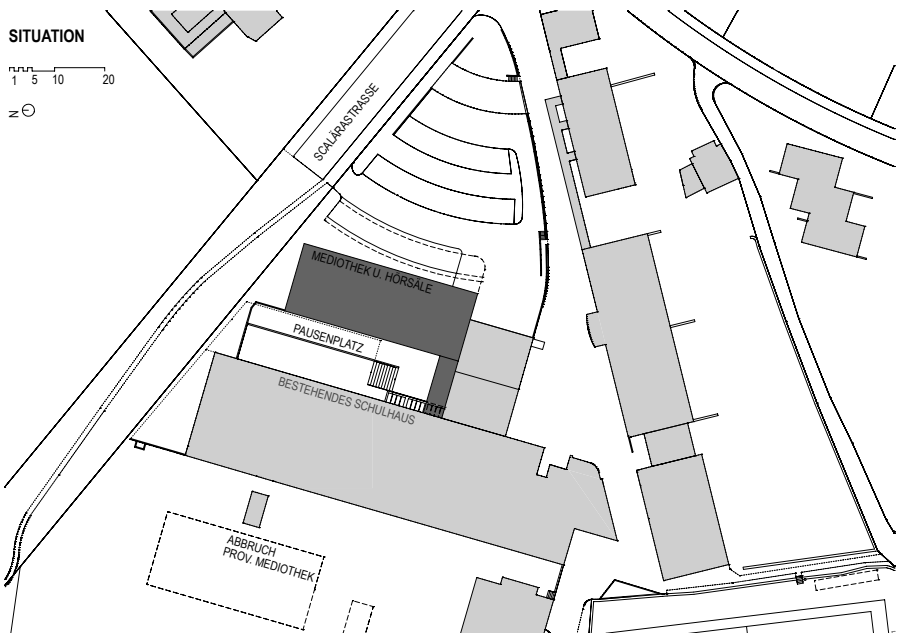 SITUATION
1 5 10 20
N
SCALÄRASTRASSE
MEDIOTHEK U. HÖRSÄLE
PAUSENPLATZ
BESTEHENDES SCHULHAUS
ABBRUCH
PROV. MEDIOTHEK